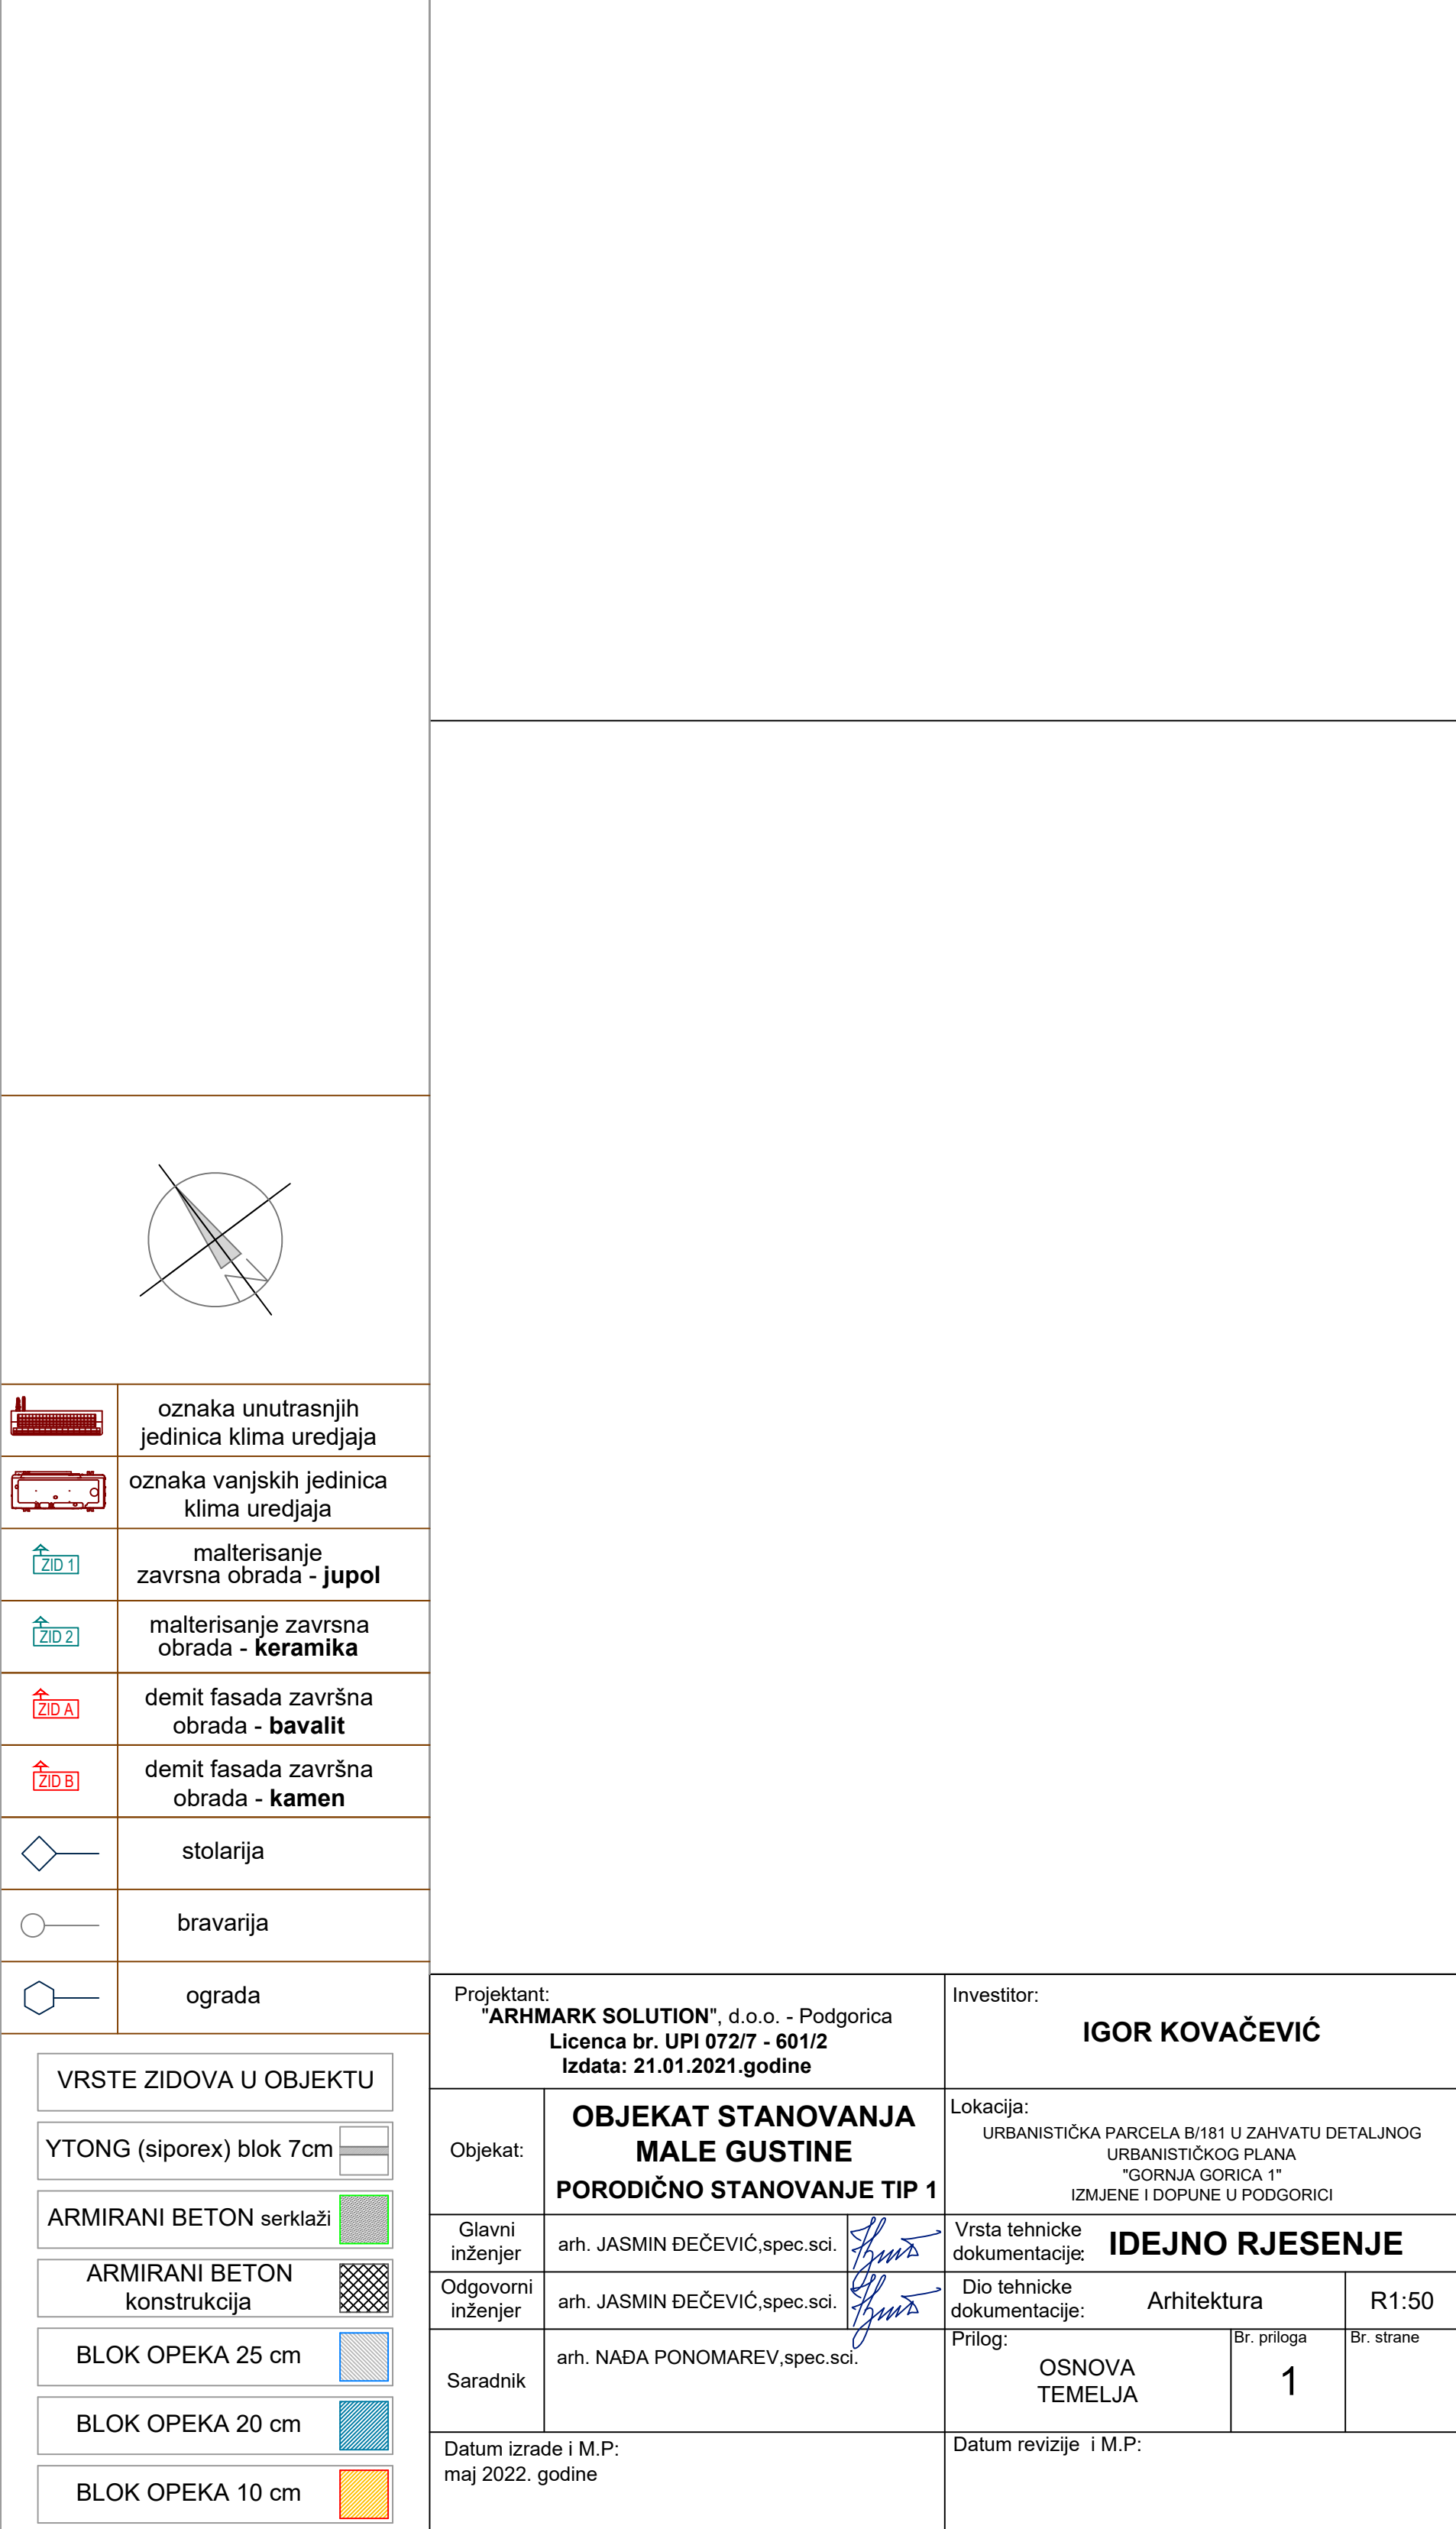 oznaka unutrasnjih
jedinica klima uredjaja
oznaka vanjskih jedinica
klima uredjaja
ZID 1
malterisanje
zavrsna obrada - jupol
ZID 2
malterisanje zavrsna
obrada - keramika
ZID A
demit fasada završna
obrada - bavalit
ZID B
demit fasada završna
obrada - kamen
stolarija
bravarija
ograda
VRSTE ZIDOVA U OBJEKTU
YTONG (siporex) blok 7cm
ARMIRANI BETON serklaži
ARMIRANI BETON
konstrukcija
BLOK OPEKA 25 cm
BLOK OPEKA 20 cm
BLOK OPEKA 10 cm
Projektant:
"ARHMARK SOLUTION", d.o.o. - Podgorica
Licenca br. UPI 072/7 - 601/2
Izdata: 21.01.2021.godine
Investitor:
IGOR KOVAČEVIĆ
Objekat:
OBJEKAT STANOVANJA
MALE GUSTINE
PORODIČNO STANOVANJE TIP 1
Lokacija:
URBANISTIČKA PARCELA B/181 U ZAHVATU DETALJNOG
URBANISTIČKOG PLANA
"GORNJA GORICA 1"
IZMJENE I DOPUNE U PODGORICI
Glavni
inženjer
arh. JASMIN ĐEČEVIĆ,spec.sci.
Vrsta tehnicke
dokumentacije:
IDEJNO RJESENJE
Odgovorni
inženjer
arh. JASMIN ĐEČEVIĆ,spec.sci.
Dio tehnicke
dokumentacije:
Arhitektura
R1:50
Saradnik
arh. NAĐA PONOMAREV,spec.sci.
Prilog:
OSNOVA
TEMELJA
Br. priloga
1
Br. strane
Datum izrade i M.P:
maj 2022. godine
Datum revizije i M.P: